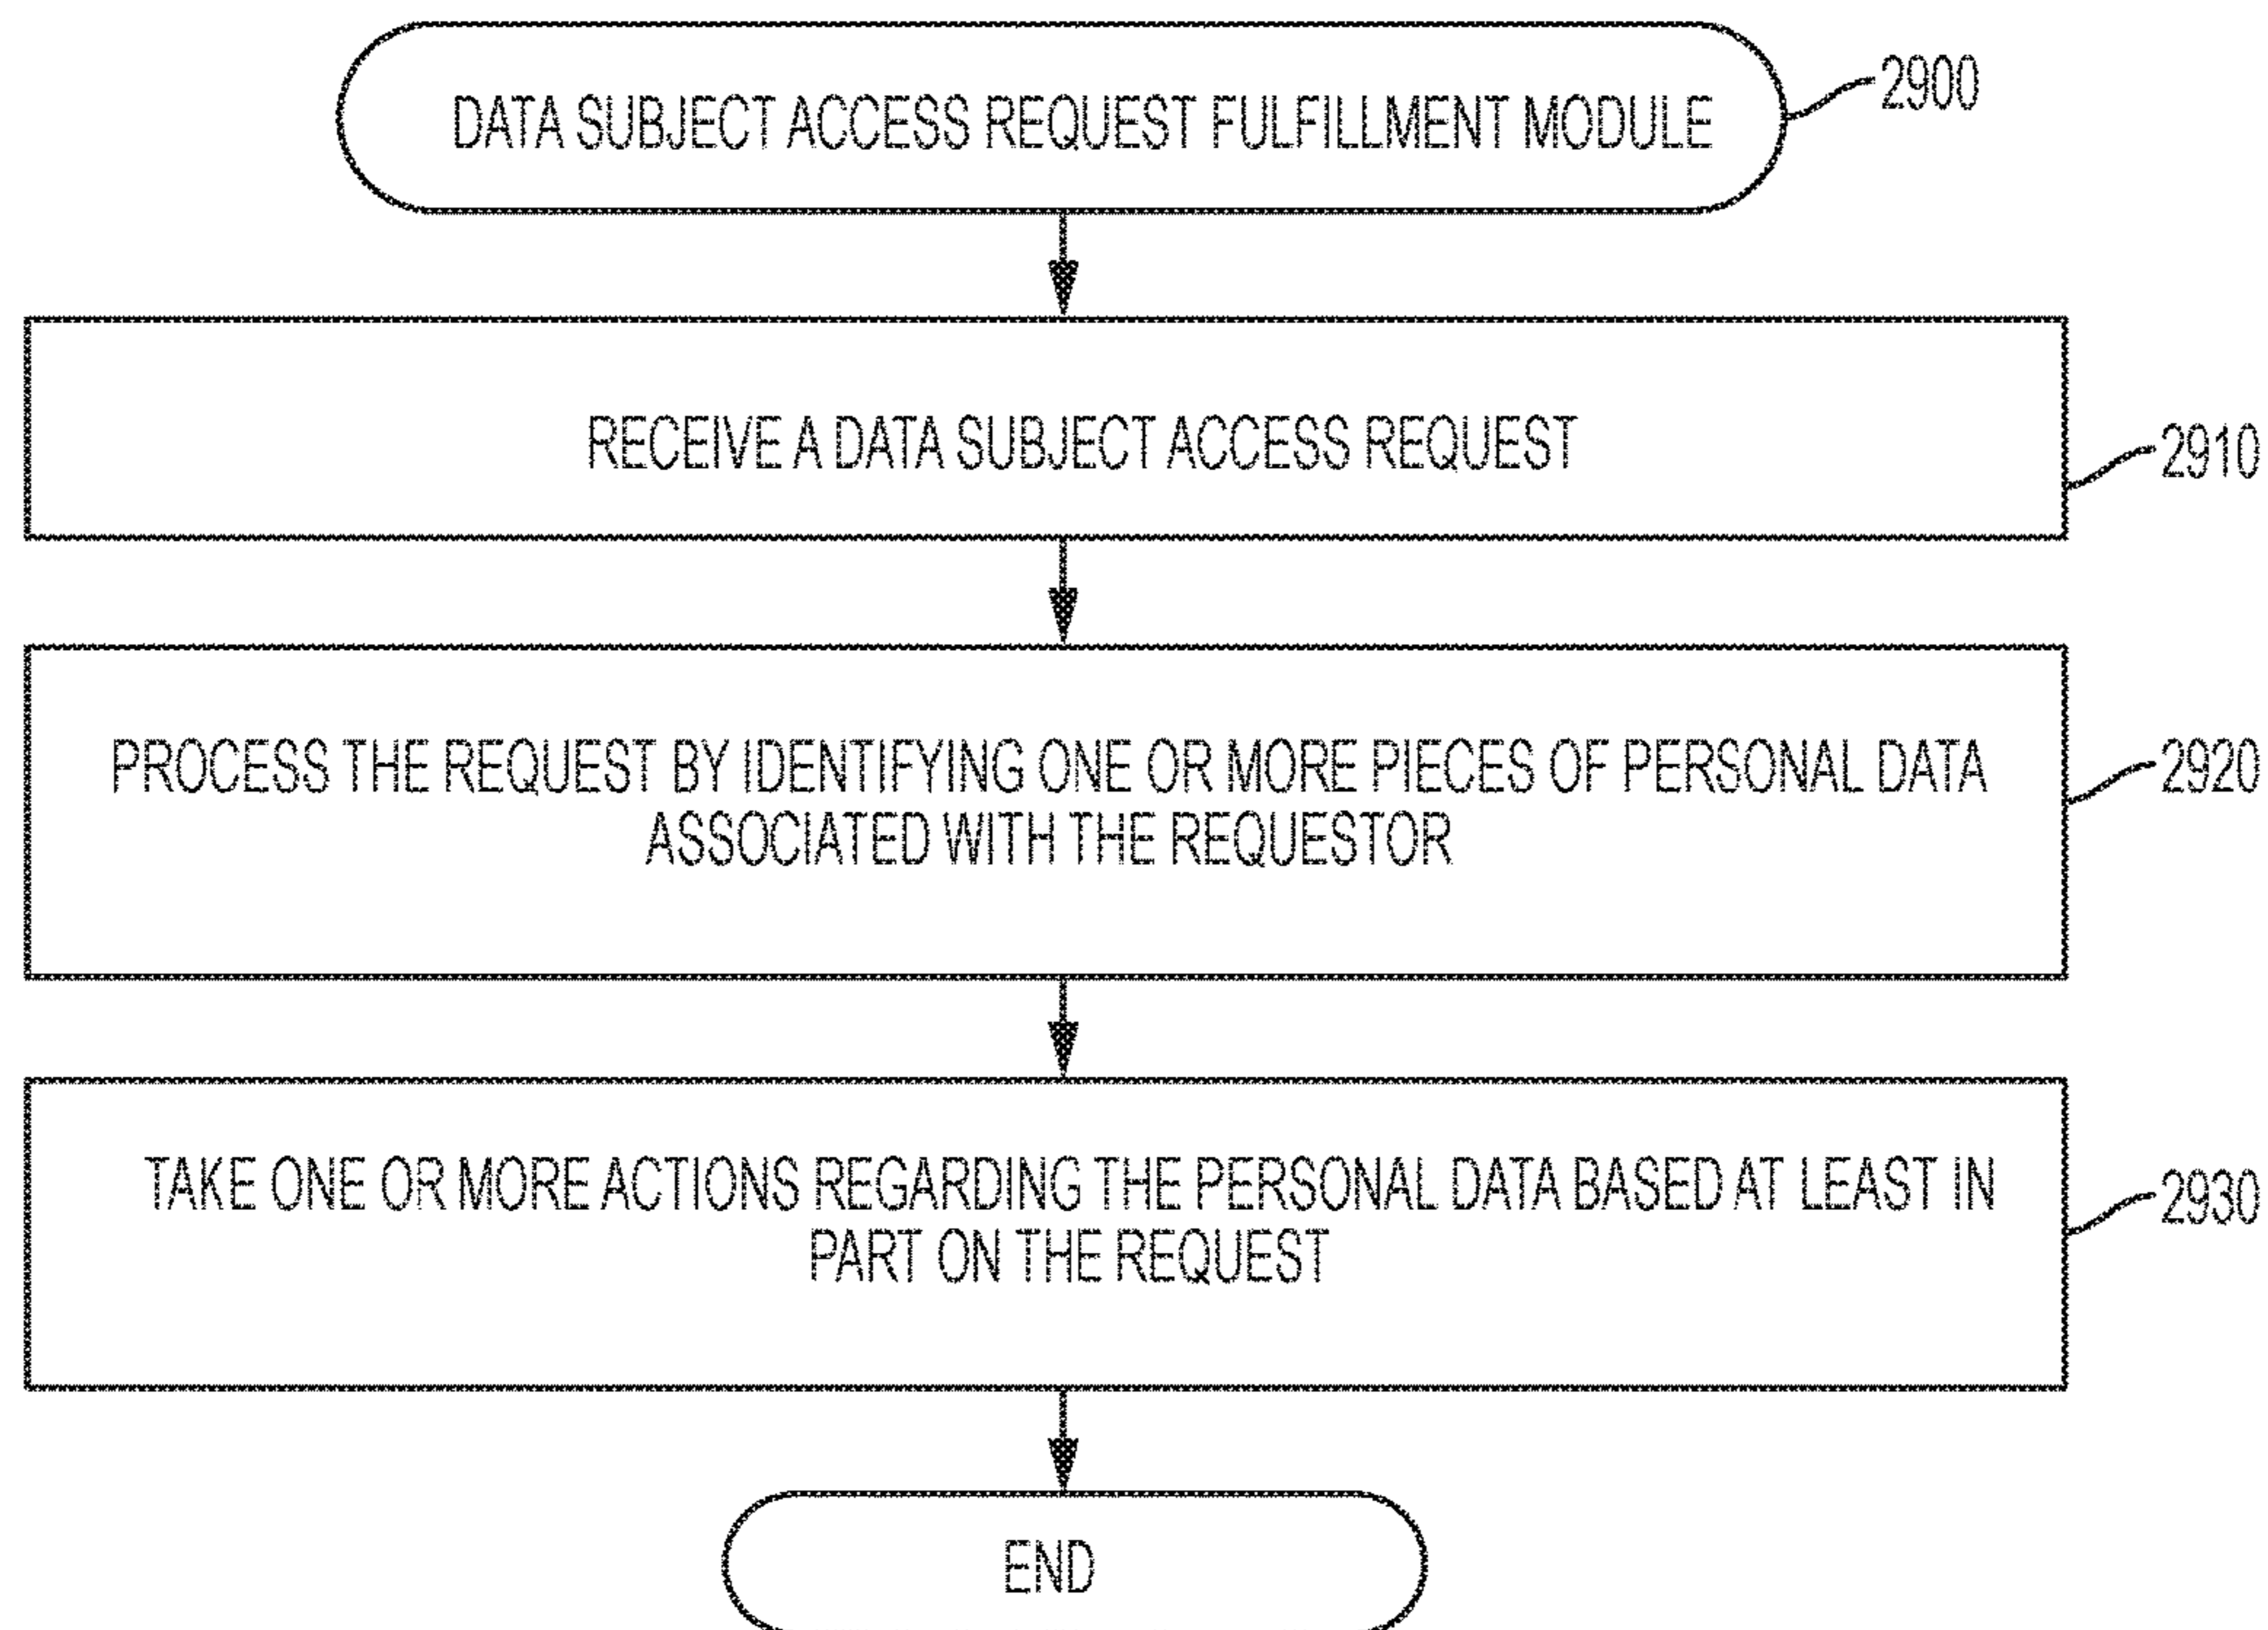 DATA SUBJECT ACCESS REQUEST FULFILLMENT MODULE
2900
RECEIVE A DATA SUBJECT ACCESS REQUEST
2910
PROCESS THE REQUEST BY IDENTIFYING ONE OR MORE PIECES OF PERSONAL DATA
ASSOCIATED WITH THE REQUESTOR
2920
TAKE ONE OR MORE ACTIONS REGARDING THE PERSONAL DATA BASED AT LEAST IN
PART ON THE REQUEST
2930
END